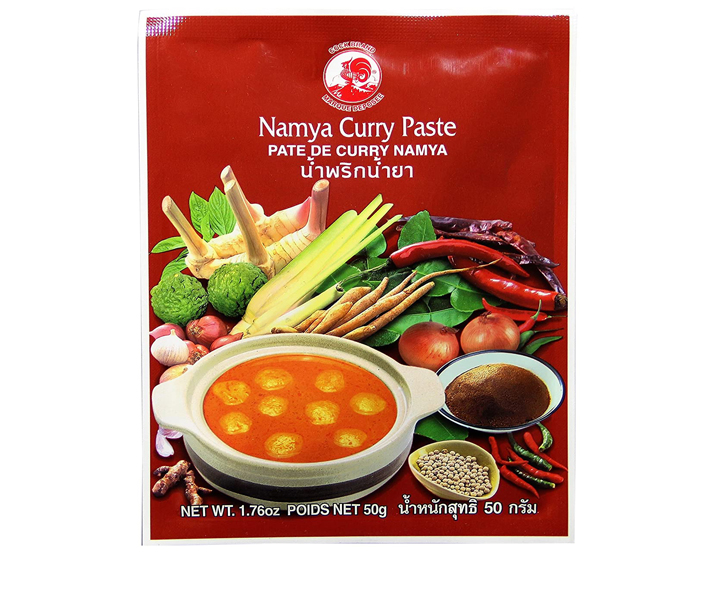 COCK BRAND
MARQUE DEPOSEE
Namya Curry Paste
PATE DE CURRY NAMYA
น้ำพริกน้ำยา
NET WT. 1.76oz POIDS NET 50g น้ำหนักสุทธิ 50 กรัม